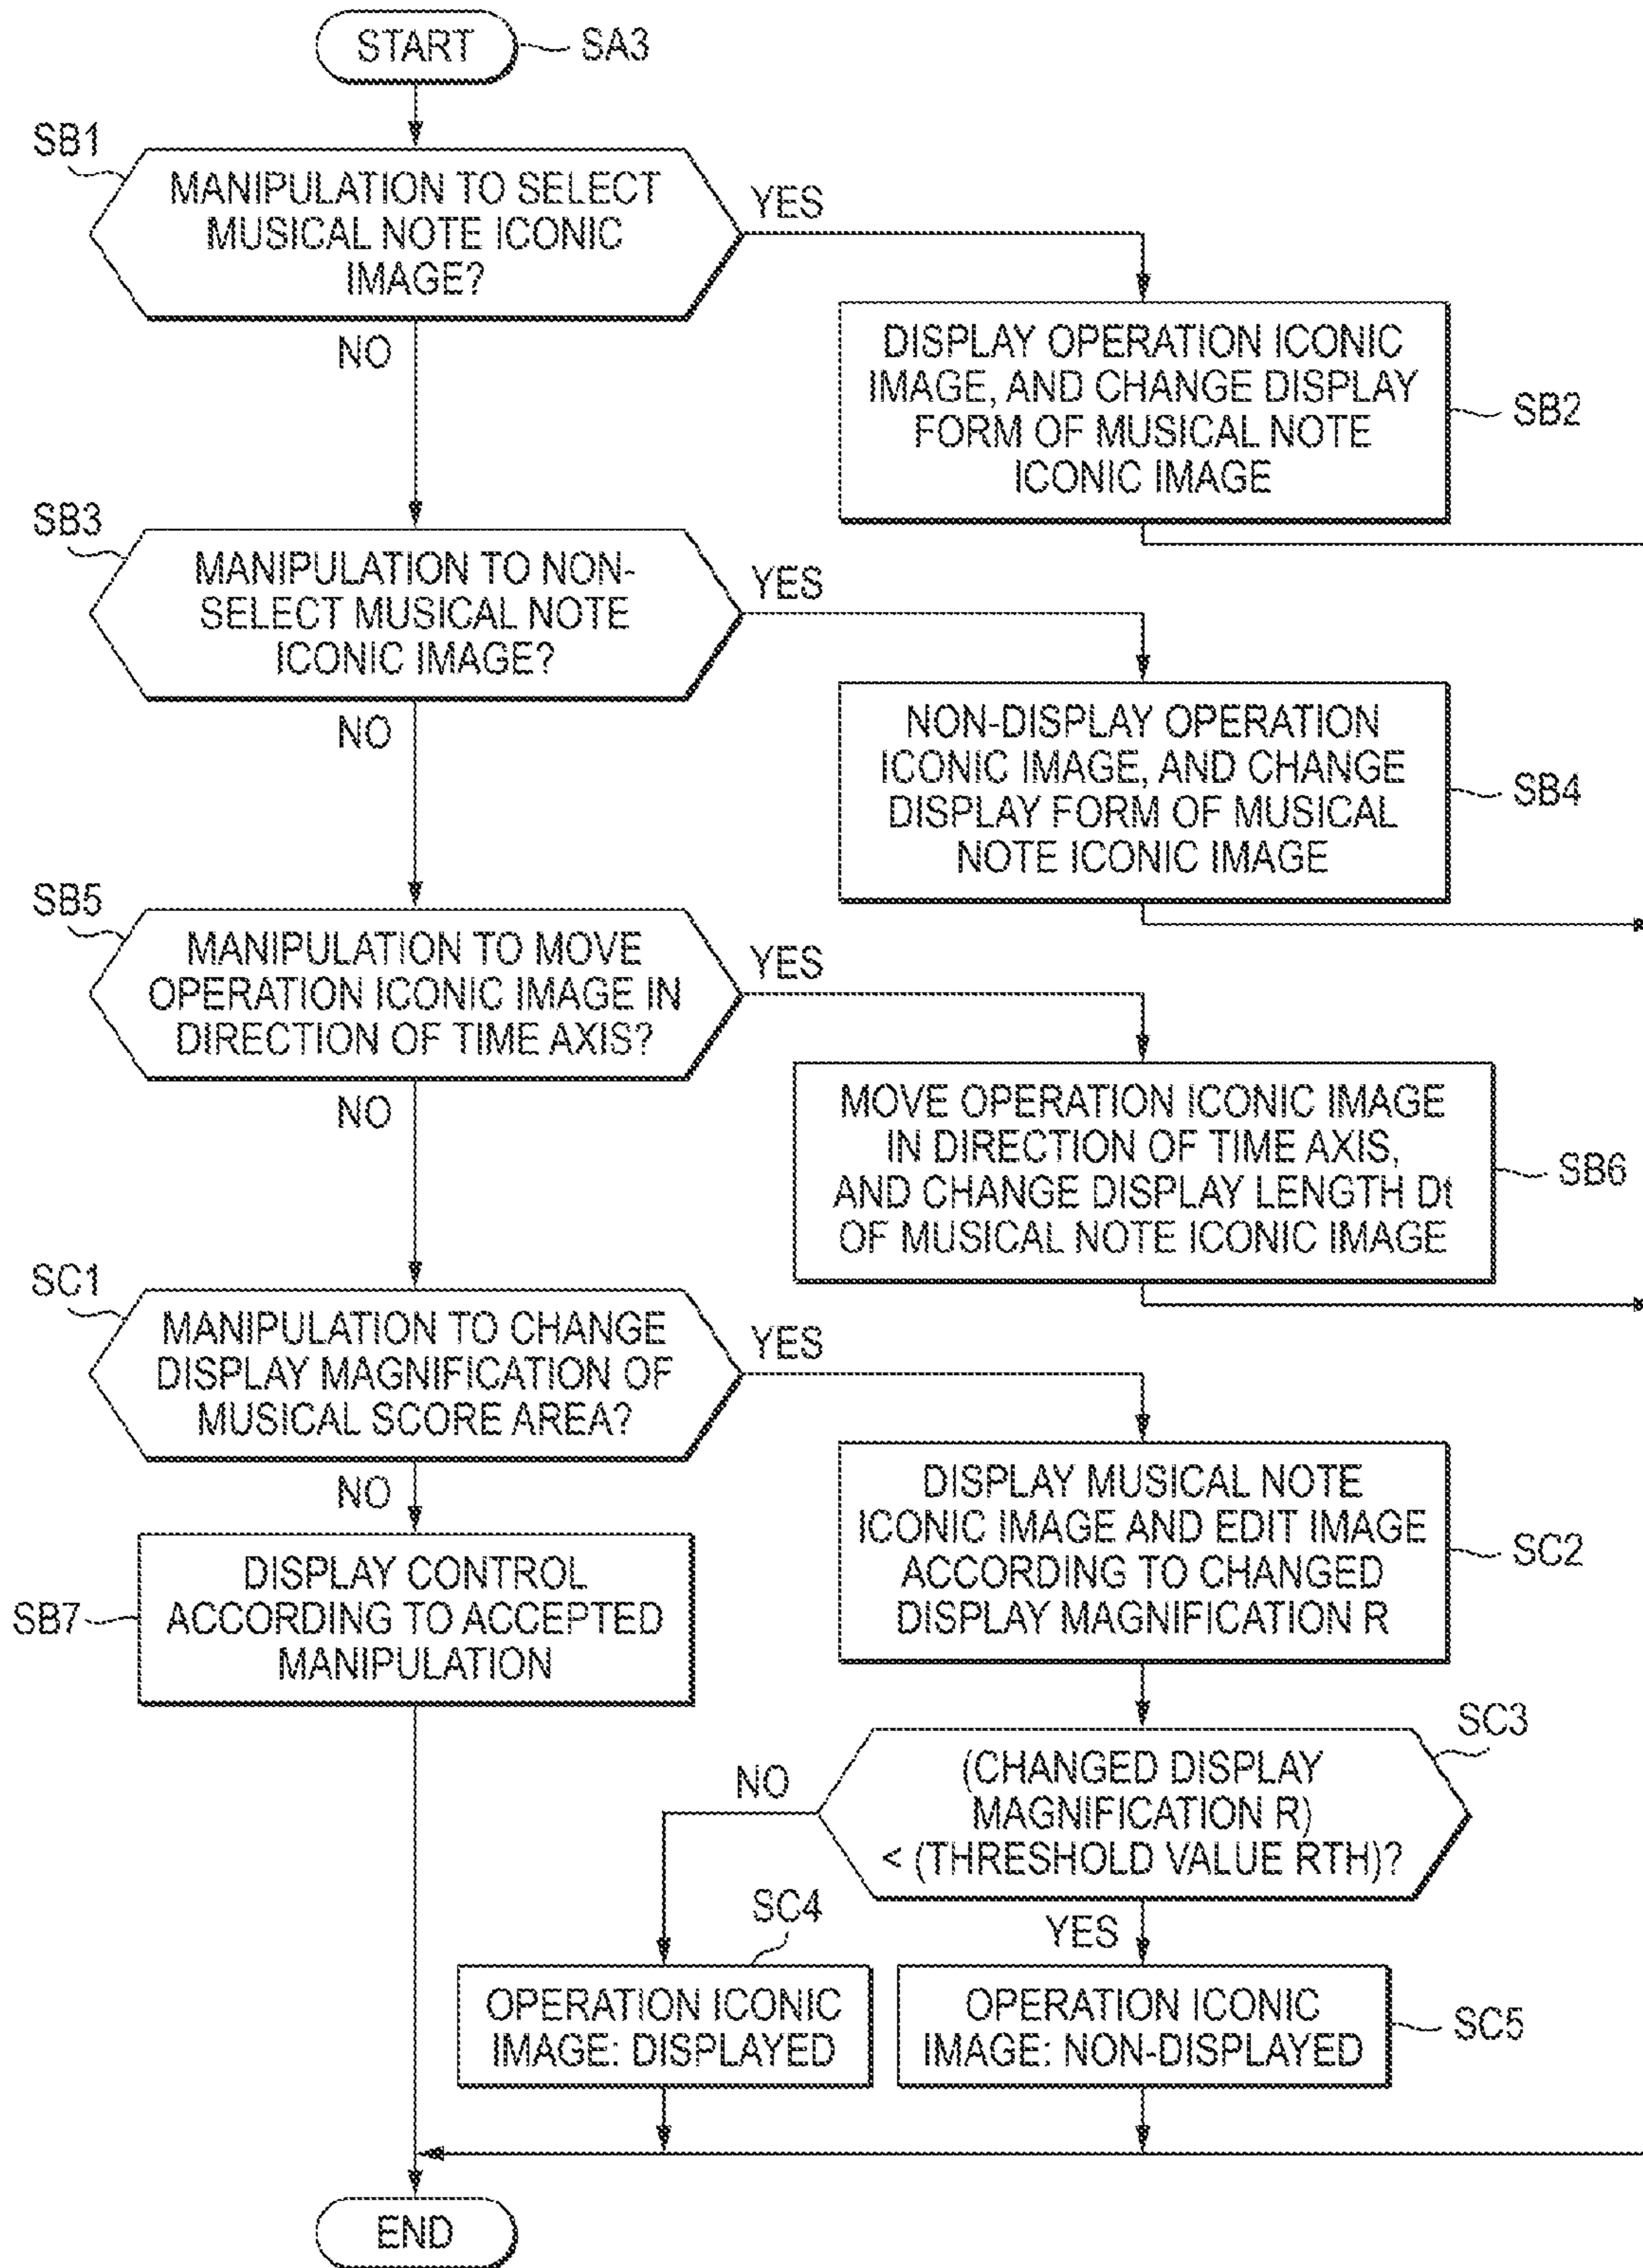 START
SA3
SB1
MANIPULATION TO SELECT
MUSICAL NOTE ICONIC
IMAGE?
YES
NO
DISPLAY OPERATION ICONIC
IMAGE, AND CHANGE DISPLAY
FORM OF MUSICAL NOTE
ICONIC IMAGE
SB2
SB3
MANIPULATION TO NON-
SELECT MUSICAL NOTE
ICONIC IMAGE?
YES
NO
NON-DISPLAY OPERATION
ICONIC IMAGE, AND CHANGE
DISPLAY FORM OF MUSICAL
NOTE ICONIC IMAGE
SB4
SB5
MANIPULATION TO MOVE
OPERATION ICONIC IMAGE IN
DIRECTION OF TIME AXIS?
YES
NO
MOVE OPERATION ICONIC IMAGE
IN DIRECTION OF TIME AXIS,
AND CHANGE DISPLAY LENGTH Dt
OF MUSICAL NOTE ICONIC IMAGE
SB6
SC1
MANIPULATION TO CHANGE
DISPLAY MAGNIFICATION OF
MUSICAL SCORE AREA?
YES
NO
DISPLAY MUSICAL NOTE
ICONIC IMAGE AND EDIT IMAGE
ACCORDING TO CHANGED
DISPLAY MAGNIFICATION R
SC2
SB7
DISPLAY CONTROL
ACCORDING TO ACCEPTED
MANIPULATION
SC3
(CHANGED DISPLAY
MAGNIFICATION R)
< (THRESHOLD VALUE RTH)?
NO
YES
SC4
OPERATION ICONIC
IMAGE: DISPLAYED
OPERATION ICONIC
IMAGE: NON-DISPLAYED
SC5
END